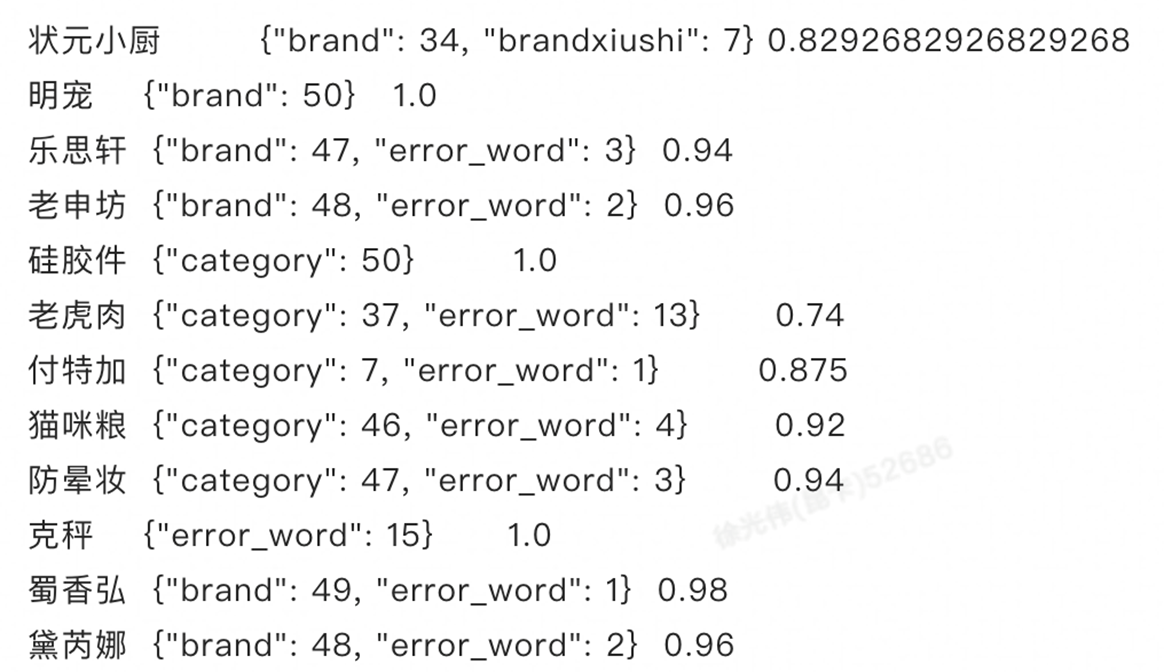 状元小厨 {"brand": 34, "brandxiushi": 7} 0.8292682926829268
明宠 {"brand": 50} 1.0
乐思轩 {"brand": 47, "error_word": 3} 0.94
老申坊 {"brand": 48, "error_word": 2} 0.96
硅胶件 {"category": 50} 1.0
老虎肉 {"category": 37, "error_word": 13} 0.74
付特加 {"category": 7, "error_word": 1} 0.875
猫咪粮 {"category": 46, "error_word": 4} 0.92
防晕妆 {"category": 47, "error_word": 3} 0.94
克秤 {"error_word": 15} 1.0
蜀香弘 {"brand": 49, "error_word": 1} 0.98
黛芮娜 {"brand": 48, "error_word": 2} 0.96
徐光伟(昆卡)52686